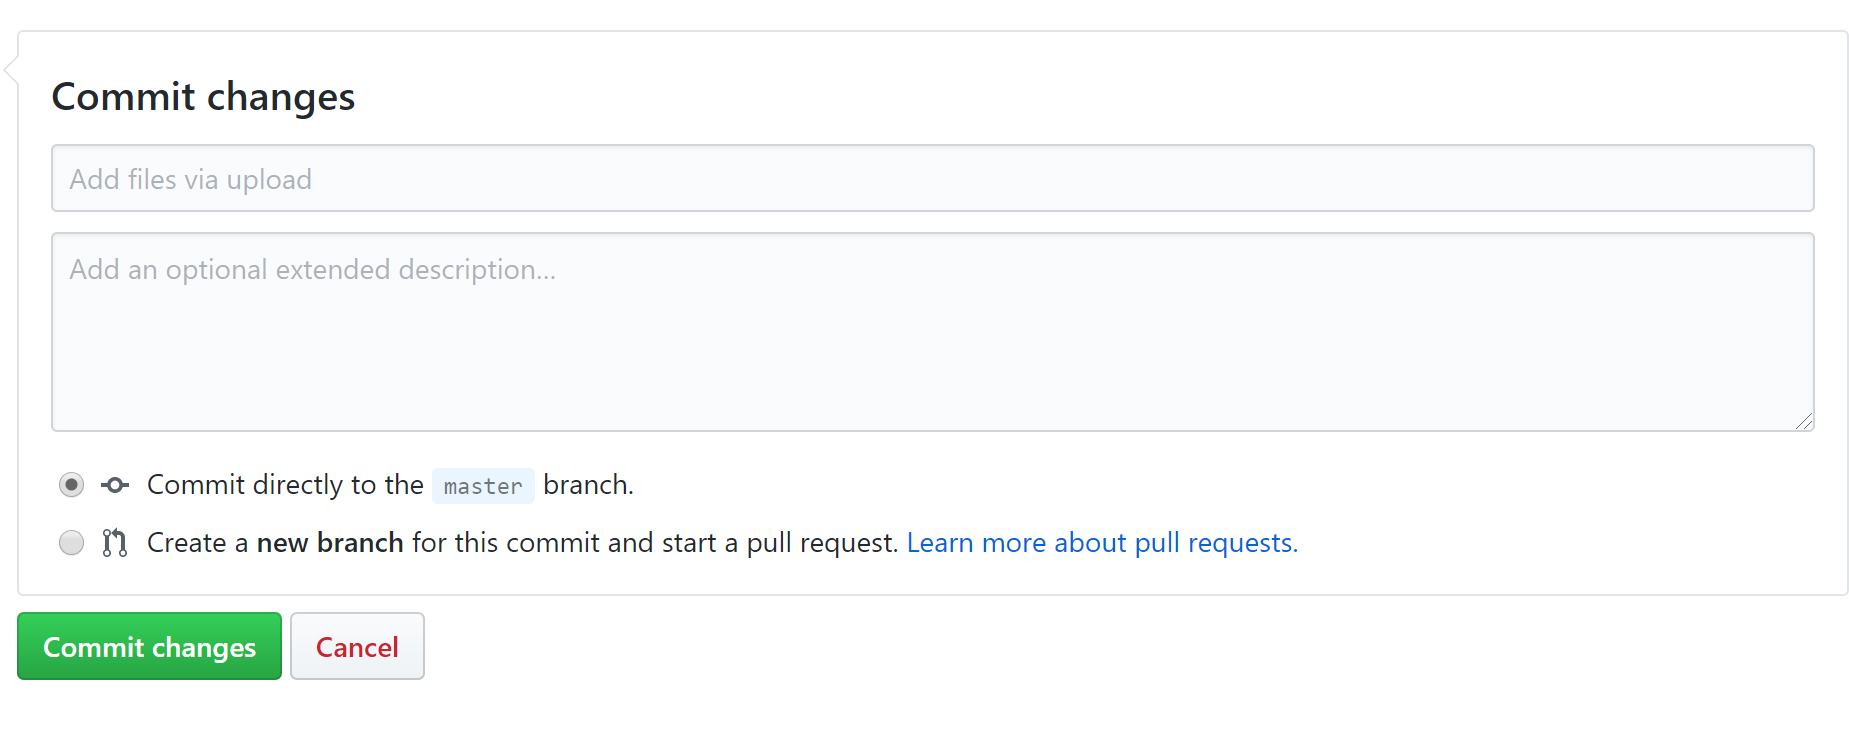 Commit changes
Add files via upload
Add an optional extended description...
Commit directly to the master branch.
Create a new branch for this commit and start a pull request. Learn more about pull requests.
Commit changes Cancel